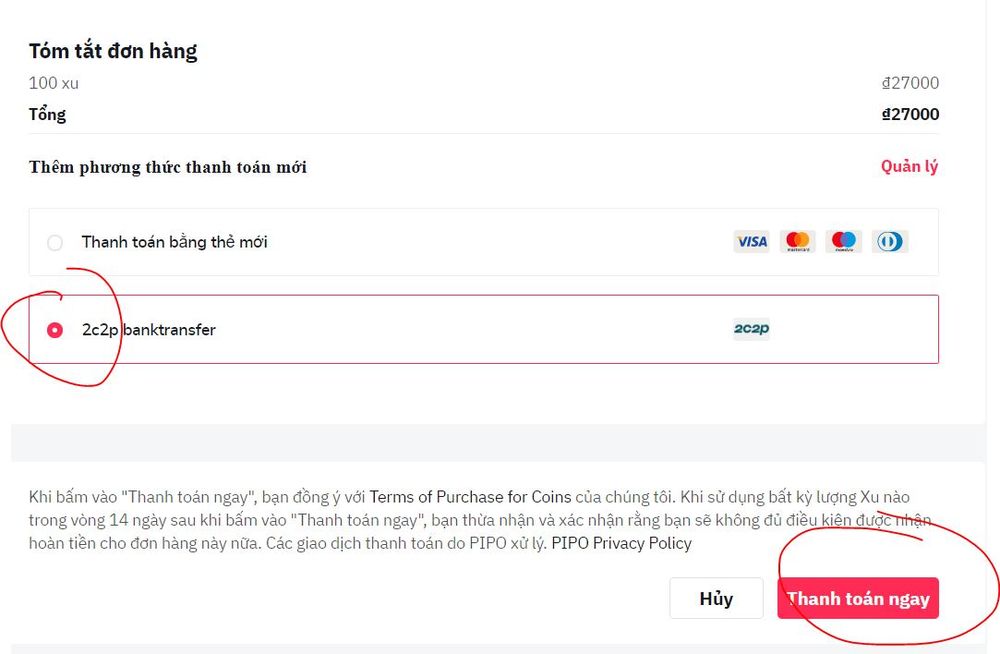 Tóm tắt đơn hàng
100 xu ₫27000
Tổng ₫27000
Thêm phương thức thanh toán mới Quản lý
Thanh toán bằng thẻ mới VISA mastercard maestro
2c2p banktransfer 2c2p
Khi bấm vào "Thanh toán ngay", bạn đồng ý với Terms of Purchase for Coins của chúng tôi. Khi sử dụng bất kỳ lượng Xu nào
trong vòng 14 ngày sau khi bấm vào "Thanh toán ngay", bạn thừa nhận và xác nhận rằng bạn sẽ không đủ điều kiện được nhận
hoàn tiền cho đơn hàng này nữa. Các giao dịch thanh toán do PIPO xử lý. PIPO Privacy Policy
Hủy Thanh toán ngay